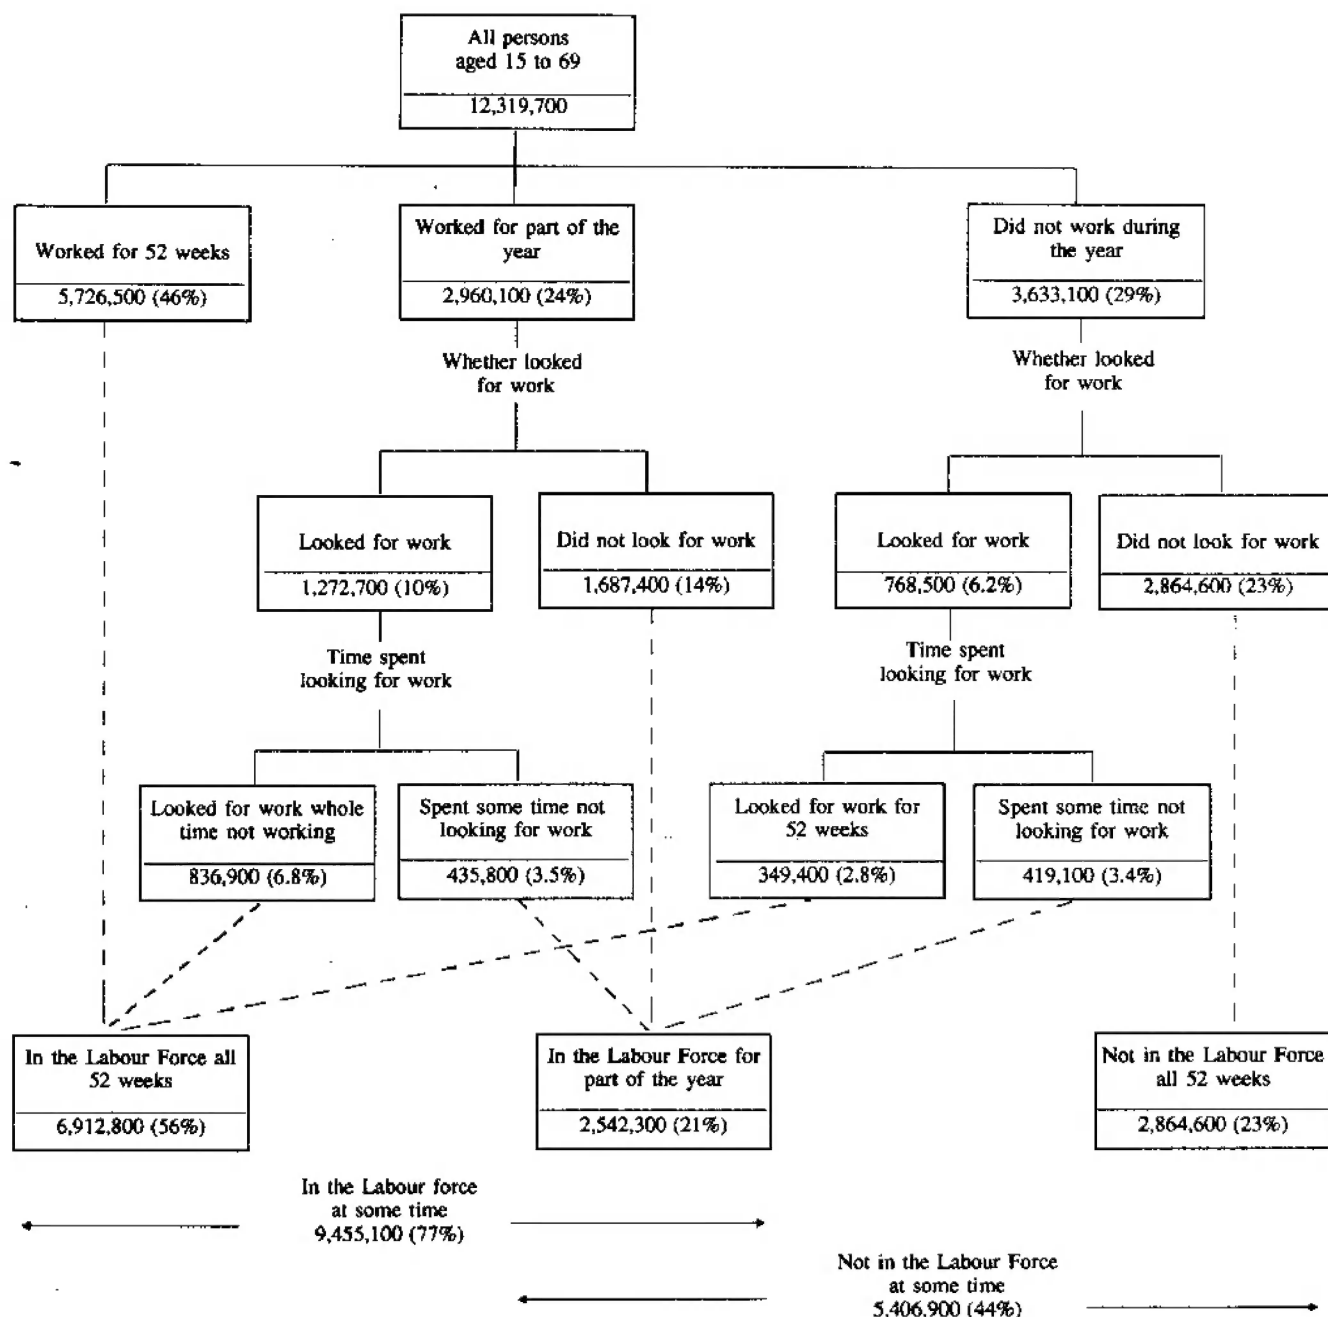 All persons
aged 15 to 69
12,319,700
Worked for 52 weeks
5,726,500 (46%)
Worked for part of the
year
2,960,100 (24%)
Did not work during
the year
3,633,100 (29%)
Whether looked
for work
Whether looked
for work
Looked for work
1,272,700 (10%)
Did not look for work
1,687,400 (14%)
Looked for work
768,500 (6.2%)
Did not look for work
2,864,600 (23%)
Time spent
looking for work
Time spent
looking for work
Looked for work whole
time not working
836,900 (6.8%)
Spent some time not
looking for work
435,800 (3.5%)
Looked for work for
52 weeks
349,400 (2.8%)
Spent some time not
looking for work
419,100 (3.4%)
In the Labour Force all
52 weeks
6,912,800 (56%)
In the Labour Force for
part of the year
2,542,300 (21%)
Not in the Labour Force
all 52 weeks
2,864,600 (23%)
In the Labour force
at some time
9,455,100 (77%)
Not in the Labour Force
at some time
5,406,900 (44%)